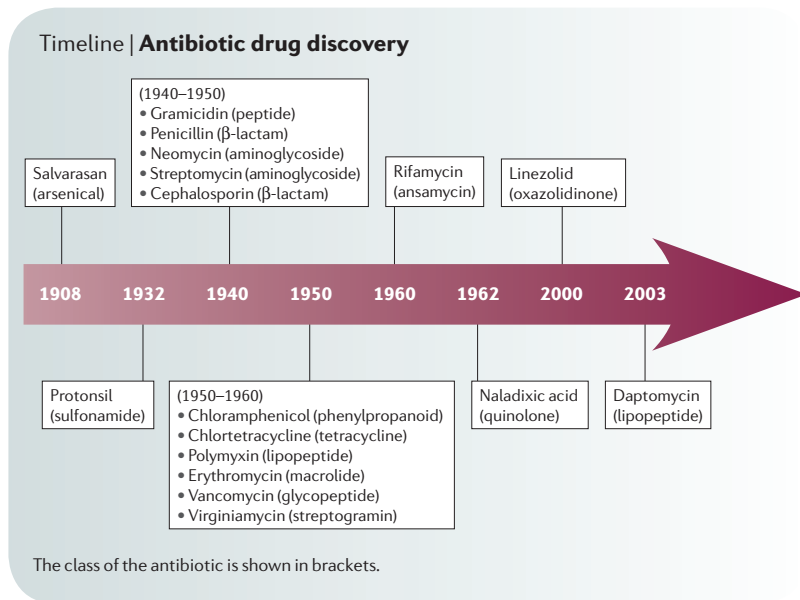 Timeline | Antibiotic drug discovery
(1940–1950)
• Gramicidin (peptide)
• Penicillin (β-lactam)
• Neomycin (aminoglycoside)
• Streptomycin (aminoglycoside)
• Cephalosporin (β-lactam)
Salvarasan
(arsenical)
Rifamycin
(ansamycin)
Linezolid
(oxazolidinone)
1908 1932 1940 1950 1960 1962 2000 2003
Protonsil
(sulfonamide)
(1950–1960)
• Chloramphenicol (phenylpropanoid)
• Chlortetracycline (tetracycline)
• Polymyxin (lipopeptide)
• Erythromycin (macrolide)
• Vancomycin (glycopeptide)
• Virginiamycin (streptogramin)
Naladixic acid
(quinolone)
Daptomycin
(lipopeptide)
The class of the antibiotic is shown in brackets.